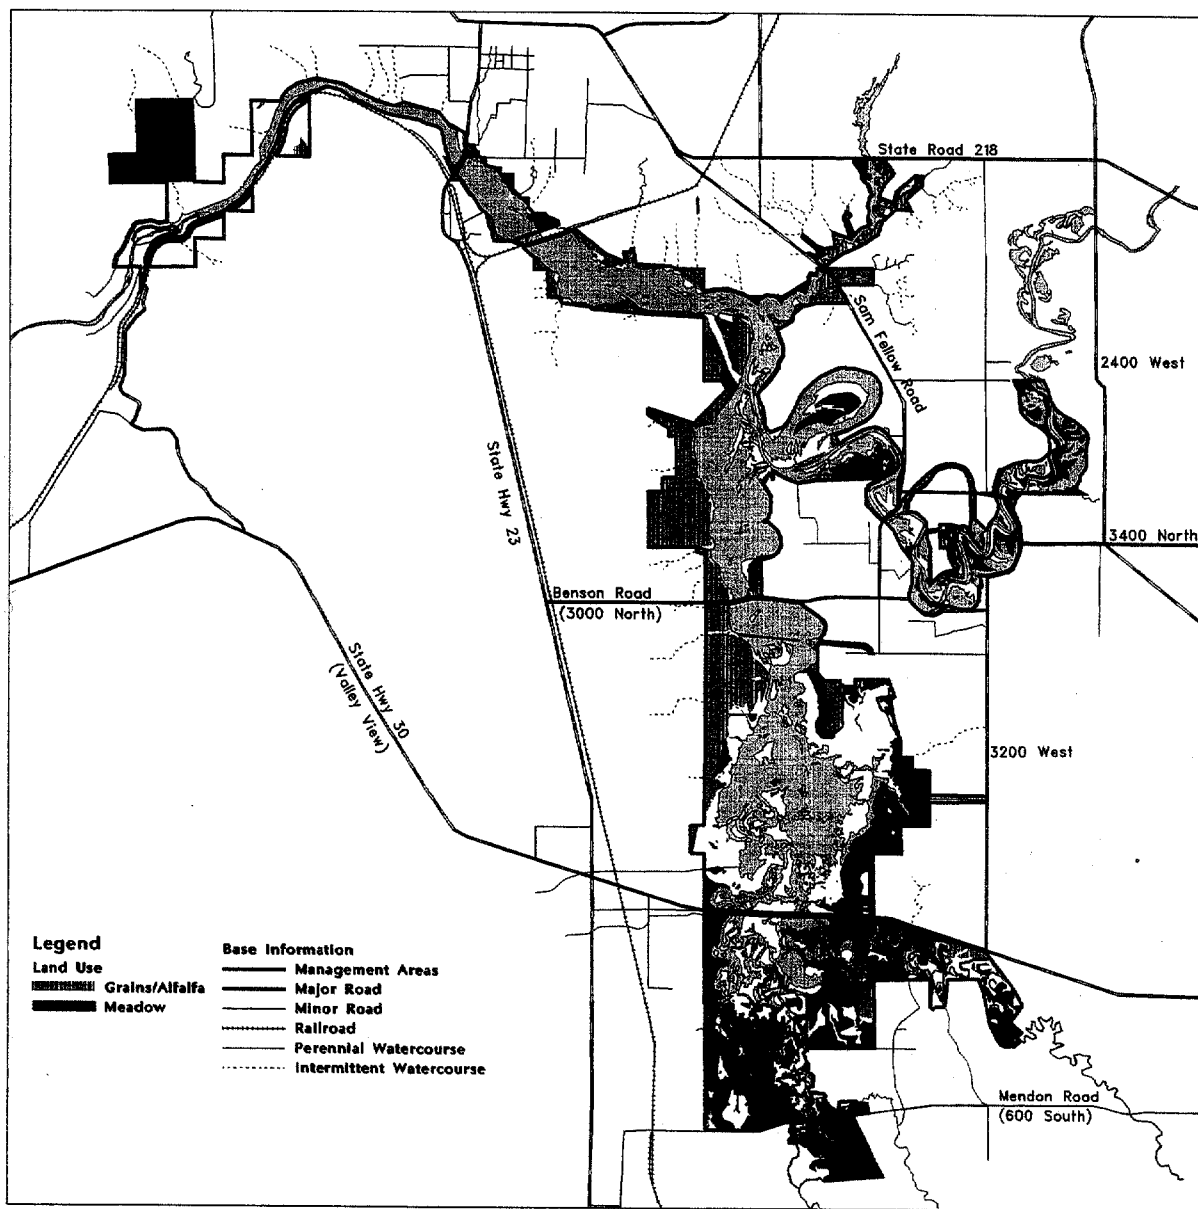 State Road 218
Sam Fellow Road
2400 West
State Hwy 23
3400 North
Benson Road
(3000 North)
State Hwy 30
(Valley View)
3200 West
Legend
Land Use
Grains/Alfalfa
Meadow
Base Information
Management Areas
Major Road
Minor Road
Railroad
Perennial Watercourse
Intermittent Watercourse
Mendon Road
(600 South)